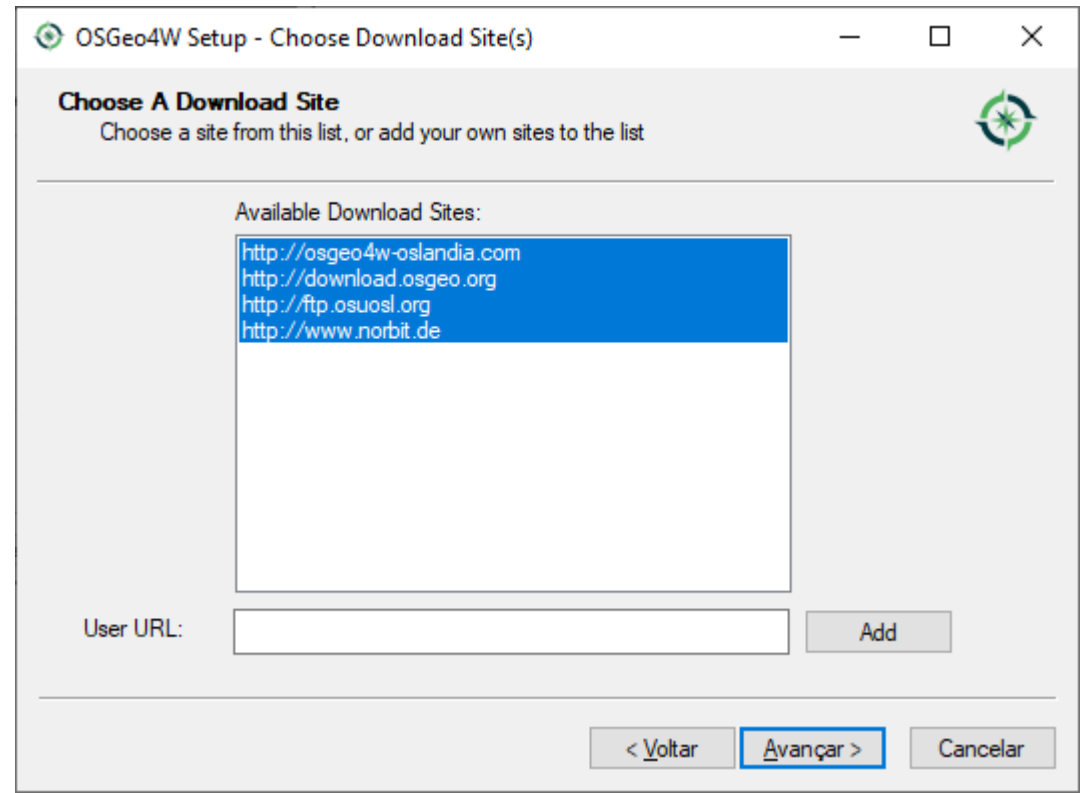 OSGeo4W Setup - Choose Download Site(s)
Choose A Download Site
Choose a site from this list, or add your own sites to the list
Available Download Sites:
http://osgeo4w-oslandia.com
http://download.osgeo.org
http://ftp.osuosl.org
http://www.norbit.de
User URL:
Add
< Voltar
Avançar >
Cancelar